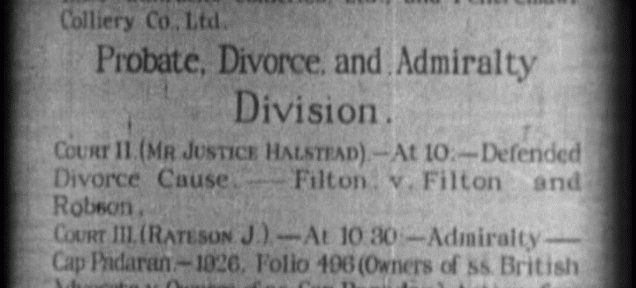 Colliery Co., Ltd.
Probate, Divorce, and Admiralty
Division.
COURT II. (MR JUSTICE HALSTEAD).—At 10.—Defended
Divorce Cause.—Filton v. Filton and
Robson.
COURT III. (RATESON J.).—At 10 30—Admiralty—
Cap Padaran.—1926. Folio 496 (Owners of ss. British